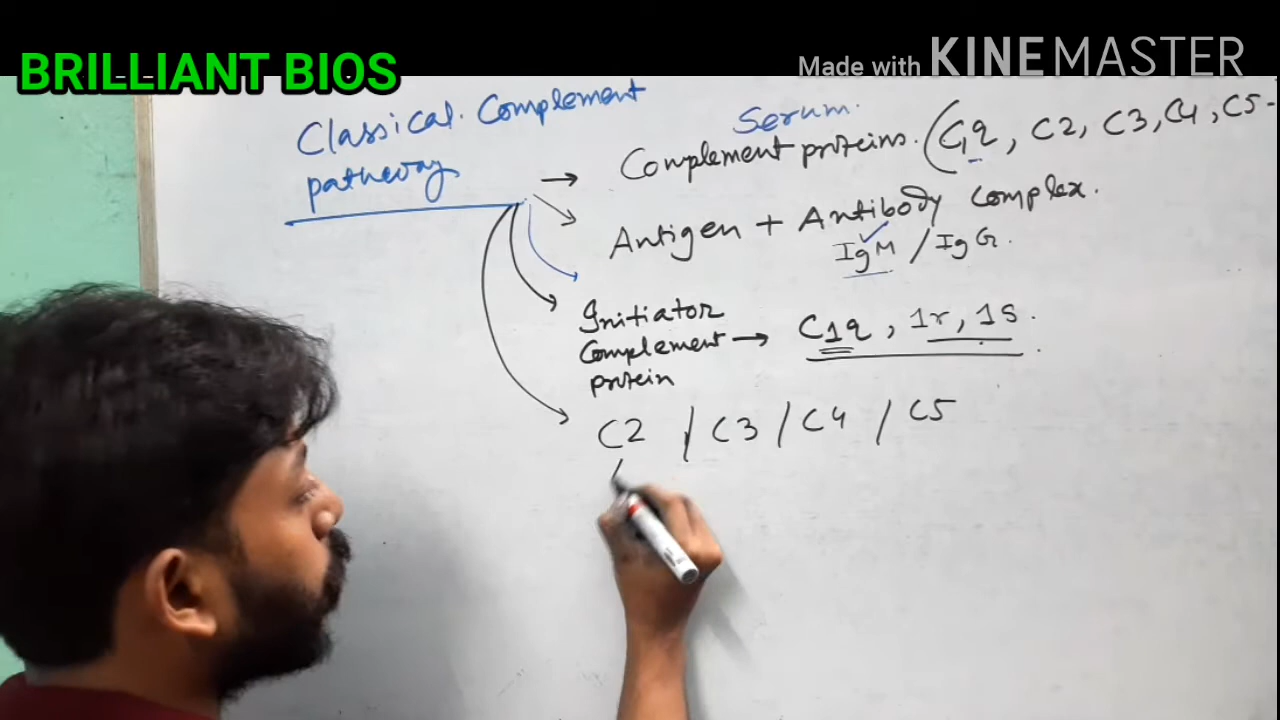 BRILLIANT BIOS
Made with KINEMASTER
Classical Complement
pathway
Serum.
Complement proteins. (C1q, C2, C3, C4, C5-
Antigen + Antibody complex.
IgM / IgG.
Initiator
Complement → C1q, 1r, 1s.
protein
C2 / C3 / C4 / C5